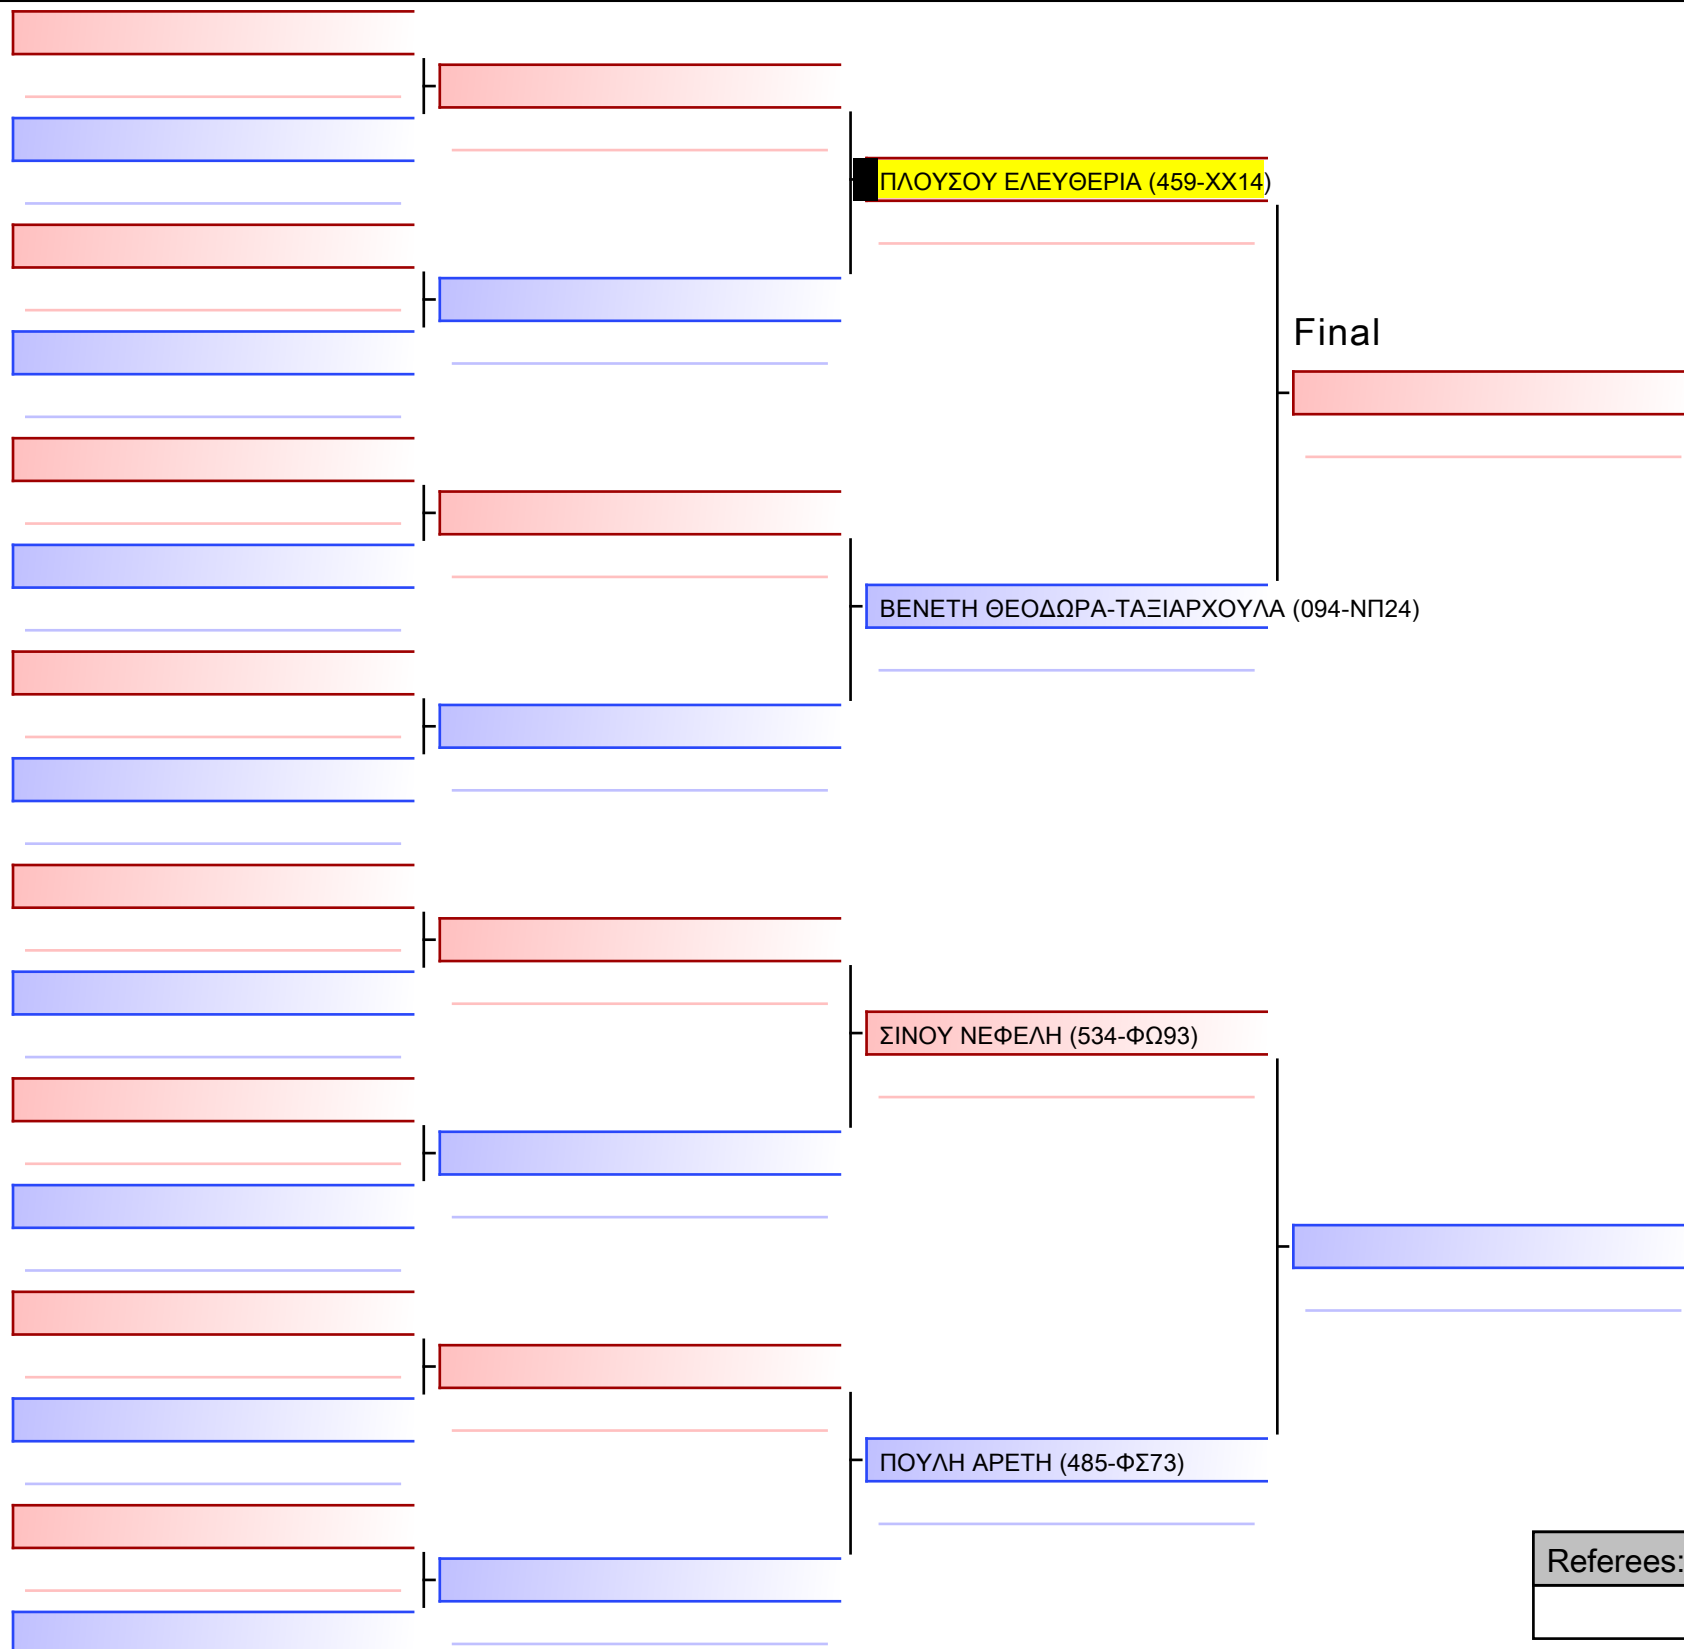 ΠΛΟΥΣΟΥ ΕΛΕΥΘΕΡΙΑ (459-ΧΧ14)
Final
ΒΕΝΕΤΗ ΘΕΟΔΩΡΑ-ΤΑΞΙΑΡΧΟΥΛΑ (094-ΝΠ24)
ΣΙΝΟΥ ΝΕΦΕΛΗ (534-ΦΩ93)
ΠΟΥΛΗ ΑΡΕΤΗ (485-ΦΣ73)
Referees: